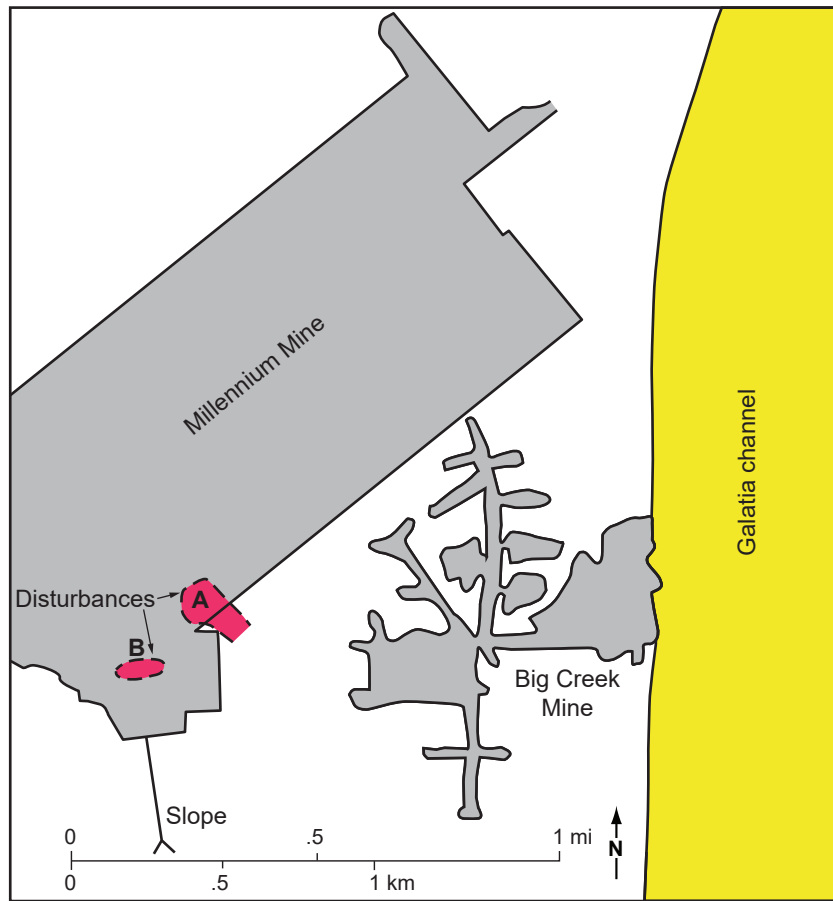 Millennium Mine
Galatia channel
Disturbances
A
B
Big Creek
Mine
Slope
0 .5 1 mi
N
0 .5 1 km